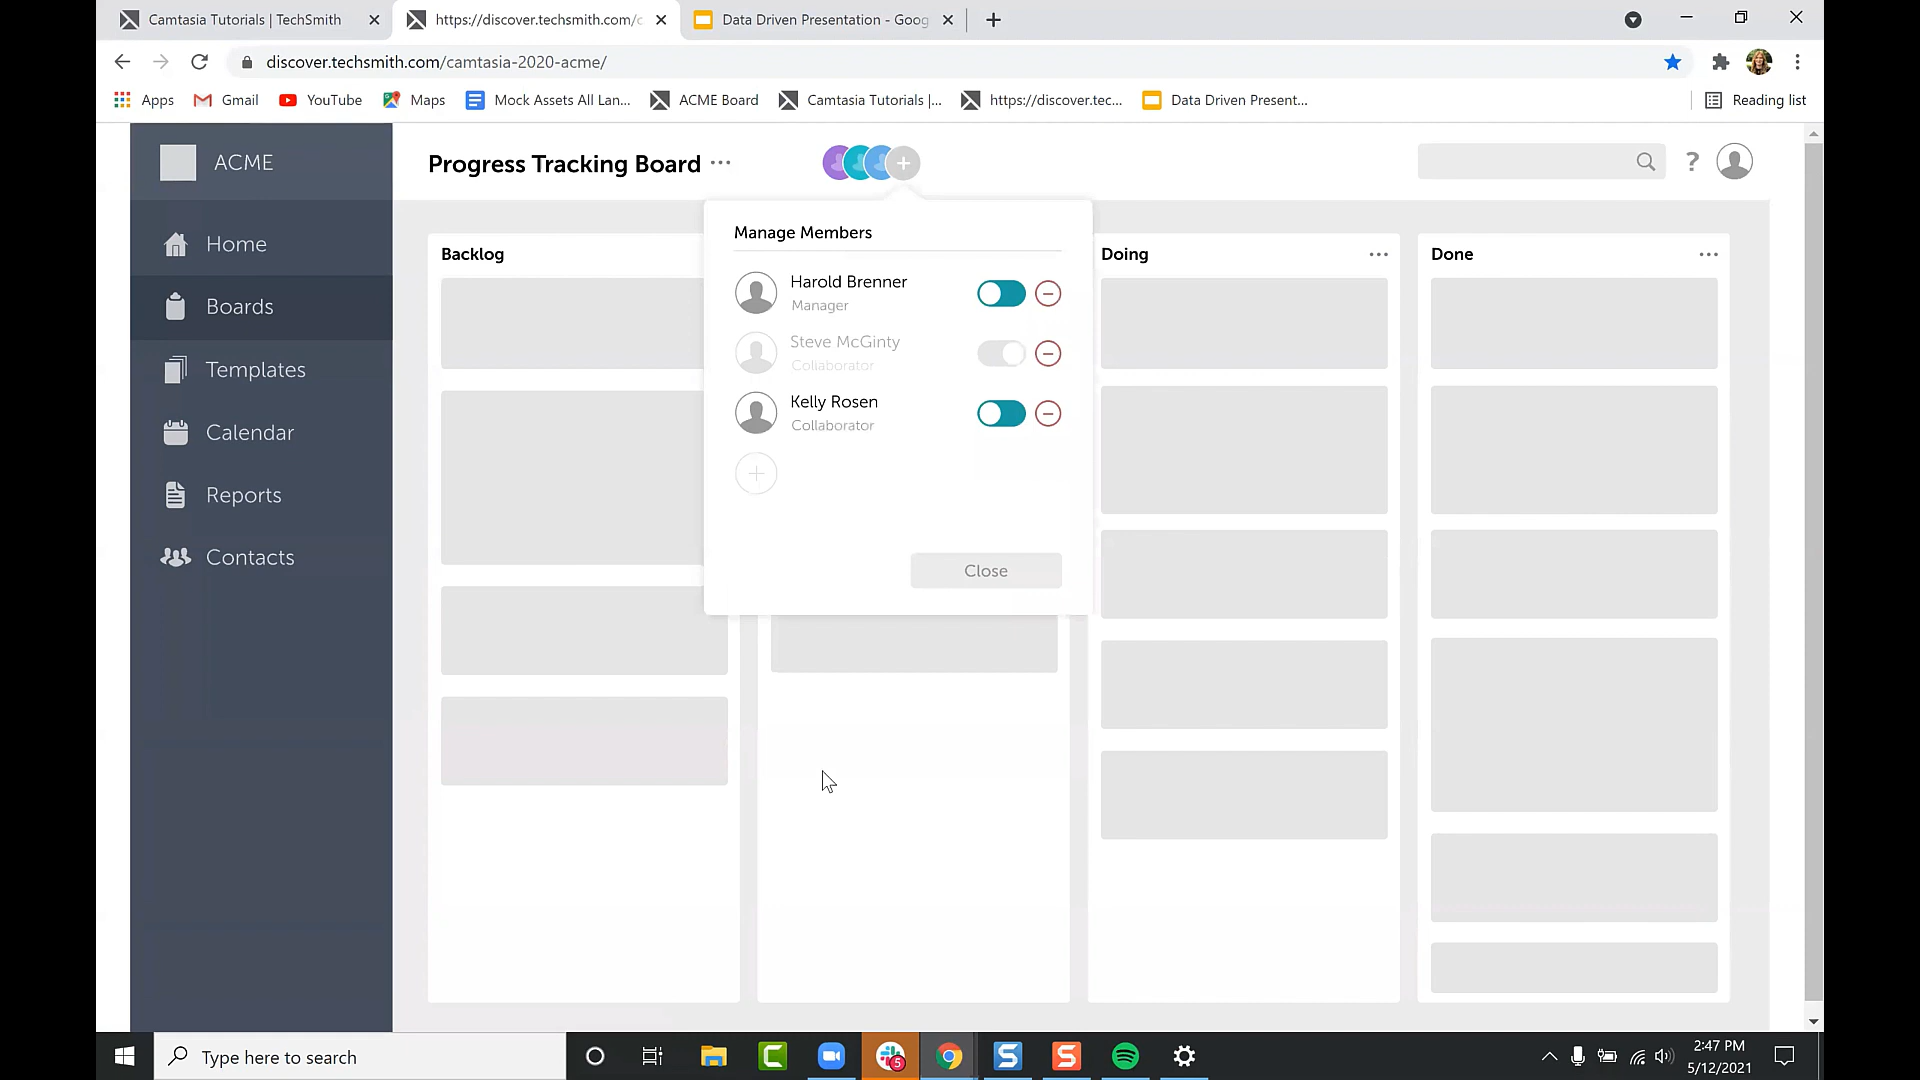 Camtasia Tutorials | TechSmith
https://discover.techsmith.com/c
Data Driven Presentation - Goog
discover.techsmith.com/camtasia-2020-acme/
Apps
Gmail
YouTube
Maps
Mock Assets All Lan...
ACME Board
Camtasia Tutorials |...
https://discover.tec...
Data Driven Present...
Reading list
ACME
Progress Tracking Board
?
Home
Boards
Templates
Calendar
Reports
Contacts
Backlog
Manage Members
Harold Brenner
Manager
Steve McGinty
Collaborator
Kelly Rosen
Collaborator
Close
Doing
Done
Type here to search
5
2:47 PM
5/12/2021